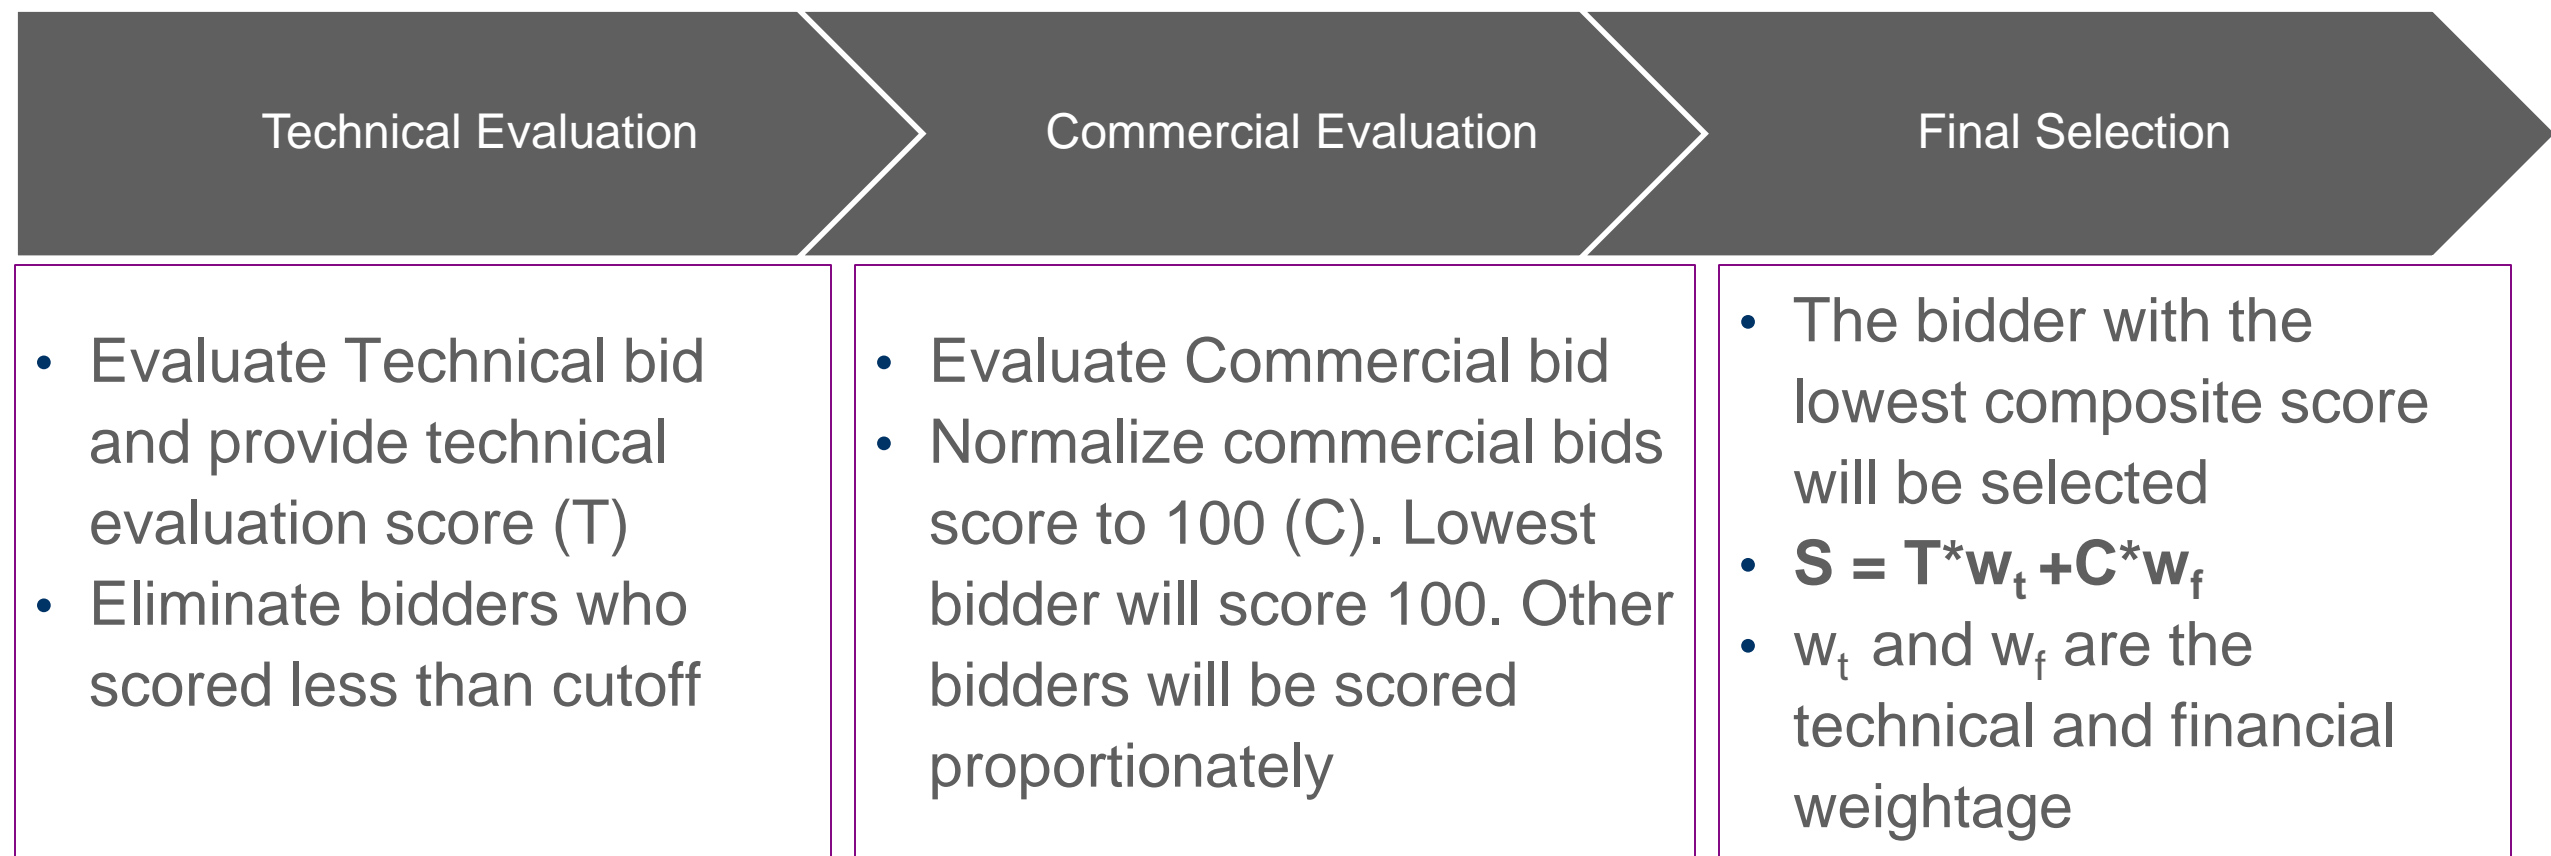 Technical Evaluation
Commercial Evaluation
Final Selection
• Evaluate Technical bid
and provide technical
evaluation score (T)
• Eliminate bidders who
scored less than cutoff
• Evaluate Commercial bid
• Normalize commercial bids
score to 100 (C). Lowest
bidder will score 100. Other
bidders will be scored
proportionately
• The bidder with the
lowest composite score
will be selected
• S = T*wt +C*wf
• wt and wf are the
technical and financial
weightage